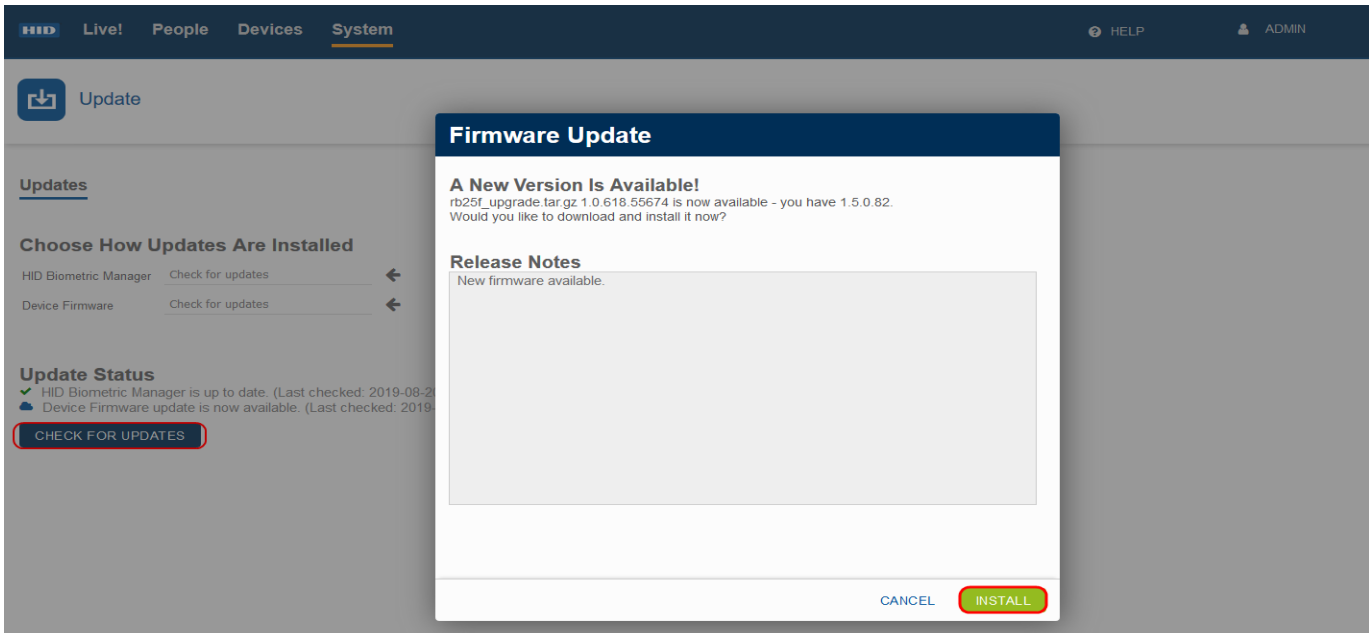 HID Live! People Devices System HELP ADMIN
Update
Updates
Choose How Updates Are Installed
HID Biometric Manager Check for updates
Device Firmware Check for updates
Update Status
HID Biometric Manager is up to date. (Last checked: 2019-08-20
Device Firmware update is now available. (Last checked: 2019-
CHECK FOR UPDATES
Firmware Update
A New Version Is Available!
rb25f_upgrade.tar.gz 1.0.618.55674 is now available - you have 1.5.0.82.
Would you like to download and install it now?
Release Notes
New firmware available.
CANCEL INSTALL